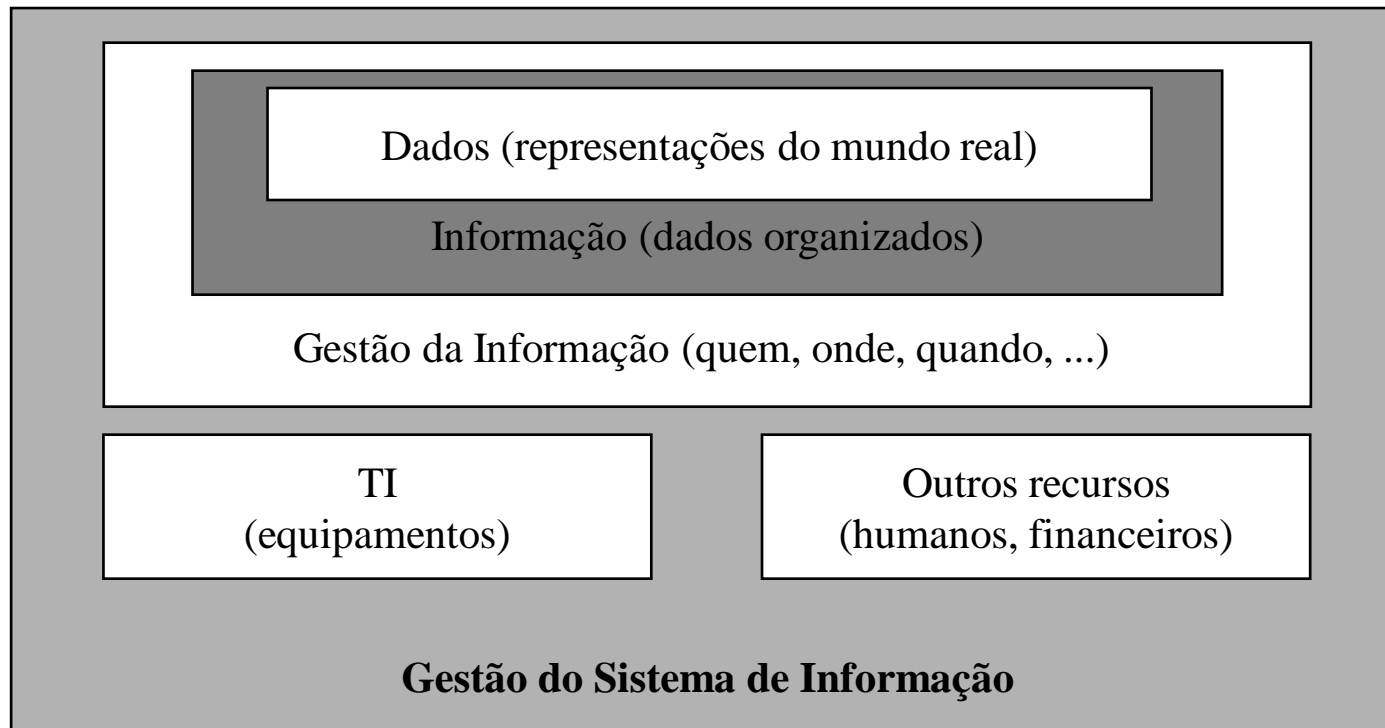 Dados (representações do mundo real)
Informação (dados organizados)
Gestão da Informação (quem, onde, quando, ...)
TI
(equipamentos)
Outros recursos
(humanos, financeiros)
Gestão do Sistema de Informação